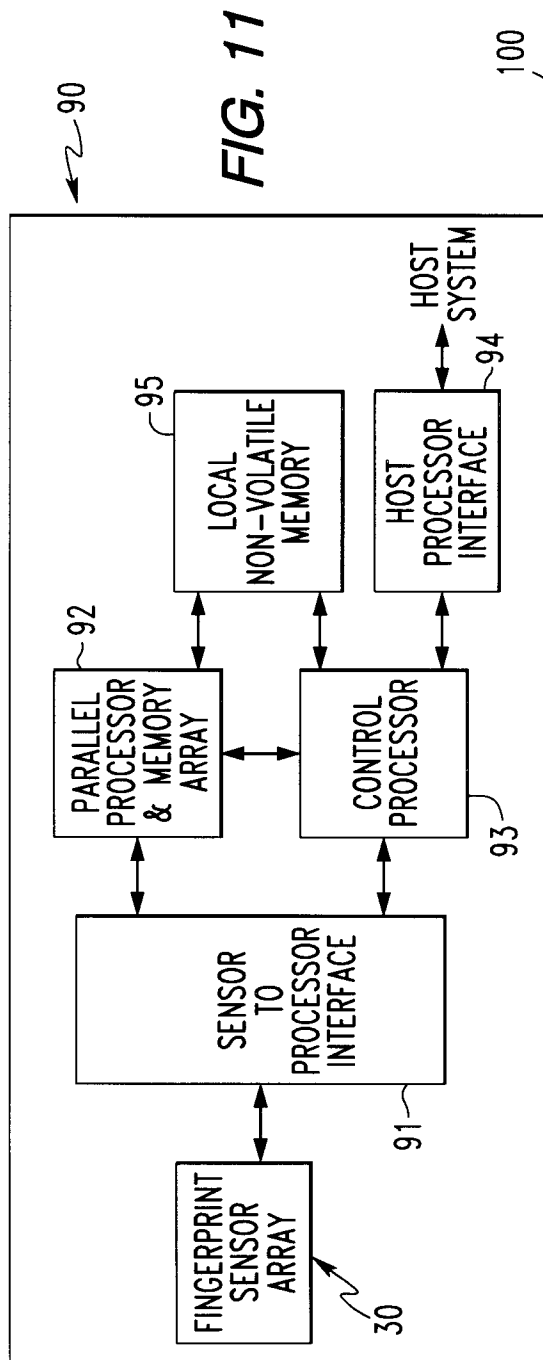 FIG. 11
90
100
FINGERPRINT
SENSOR
ARRAY
30
SENSOR
TO
PROCESSOR
INTERFACE
91
PARALLEL
PROCESSOR
& MEMORY
ARRAY
92
CONTROL
PROCESSOR
93
LOCAL
NON-VOLATILE
MEMORY
95
HOST
PROCESSOR
INTERFACE
94
HOST
SYSTEM